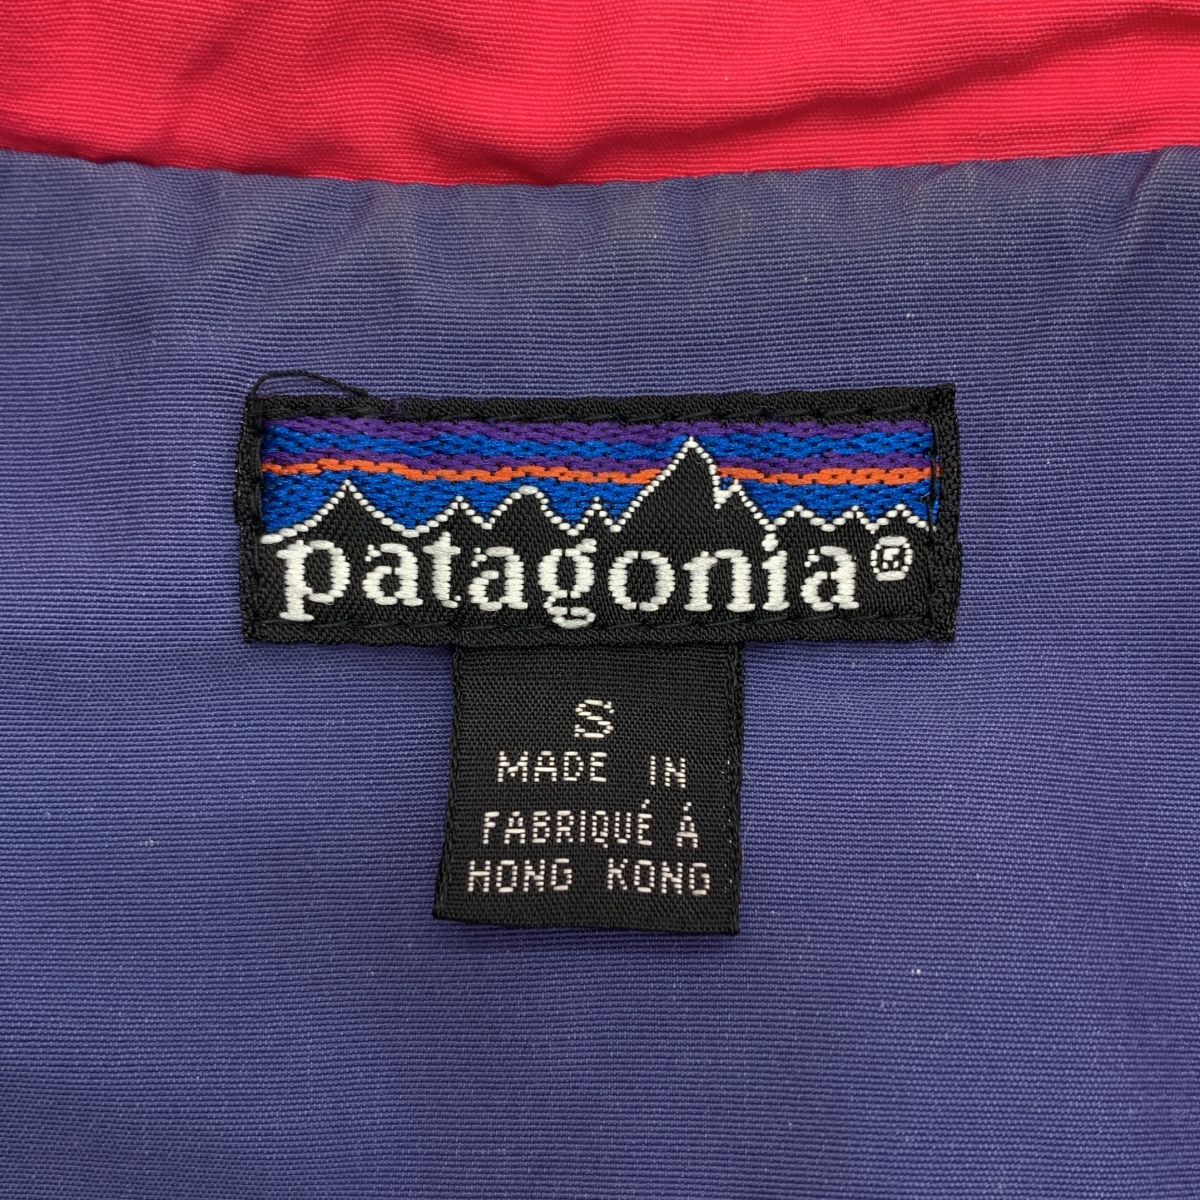 patagonia®
S
MADE IN
FABRIQUÉ Á
HONG KONG